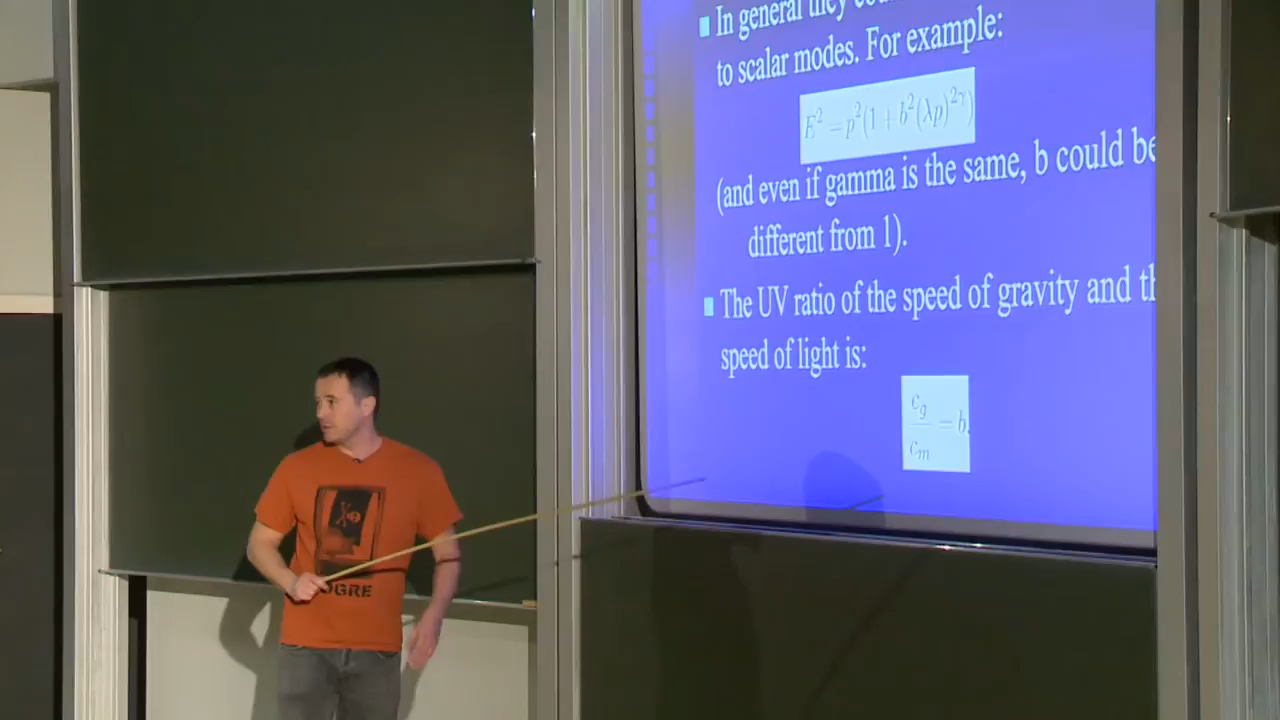 In general they
to scalar modes. For example:
E² = p²(1 + b²(λp)^{2γ})
(and even if gamma is the same, b could be
different from 1).
The UV ratio of the speed of gravity and th
speed of light is:
c_g / c_m = b.
OGRE